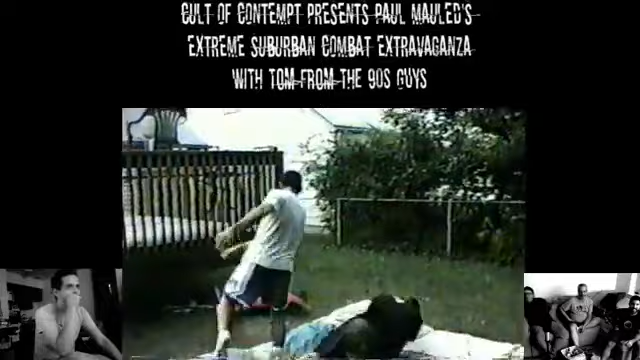 CULT OF CONTEMPT PRESENTS PAUL MAULED'S
EXTREME SUBURBAN COMBAT EXTRAVAGANZA
WITH TOM FROM THE 90S GUYS